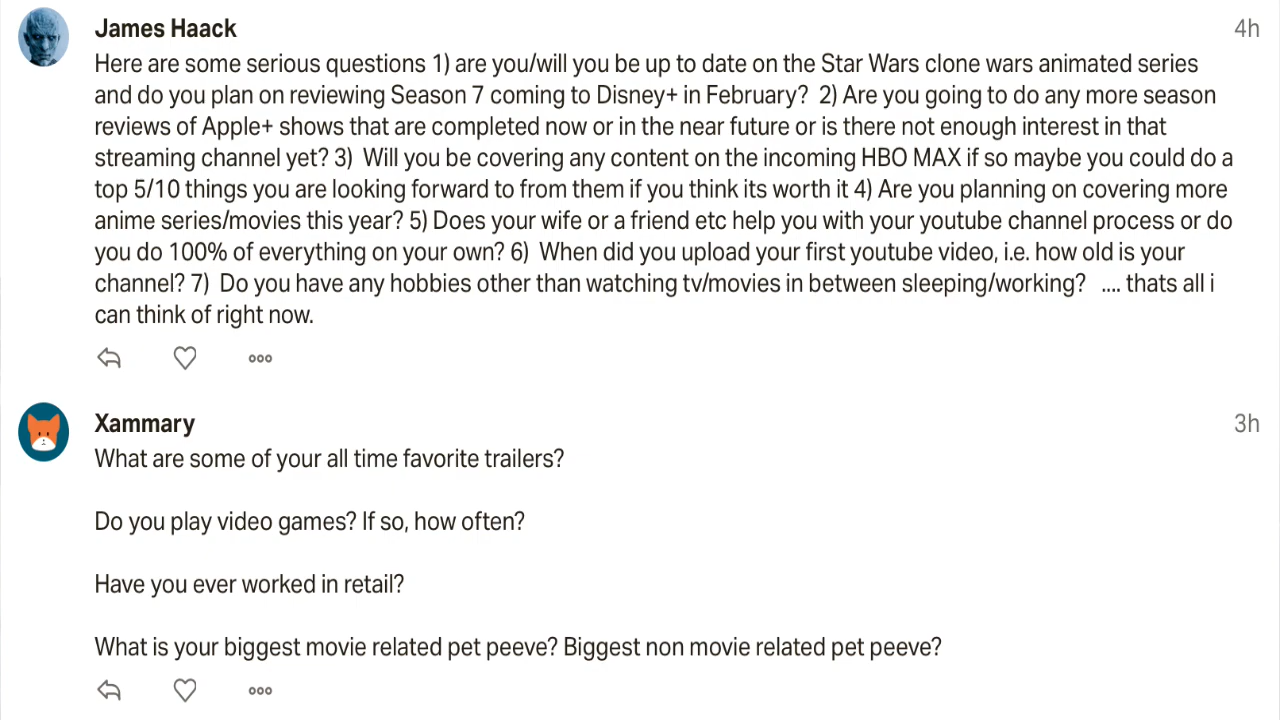 James Haack
4h
Here are some serious questions 1) are you/will you be up to date on the Star Wars clone wars animated series
and do you plan on reviewing Season 7 coming to Disney+ in February?  2) Are you going to do any more season
reviews of Apple+ shows that are completed now or in the near future or is there not enough interest in that
streaming channel yet? 3)  Will you be covering any content on the incoming HBO MAX if so maybe you could do a
top 5/10 things you are looking forward to from them if you think its worth it 4) Are you planning on covering more
anime series/movies this year? 5) Does your wife or a friend etc help you with your youtube channel process or do
you do 100% of everything on your own? 6)  When did you upload your first youtube video, i.e. how old is your
channel? 7)  Do you have any hobbies other than watching tv/movies in between sleeping/working?   .... thats all i
can think of right now.
Xammary
3h
What are some of your all time favorite trailers?
Do you play video games? If so, how often?
Have you ever worked in retail?
What is your biggest movie related pet peeve? Biggest non movie related pet peeve?